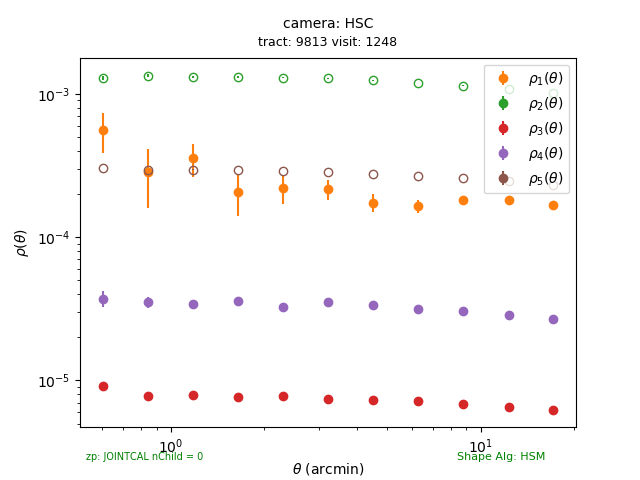 camera: HSC
tract: 9813 visit: 1248
ρ₁(θ)
ρ₂(θ)
ρ₃(θ)
ρ₄(θ)
ρ₅(θ)
10⁻³
10⁻⁴
10⁻⁵
ρ(θ)
10⁰
10¹
zp: JOINTCAL nChild = 0
Shape Alg: HSM
θ (arcmin)